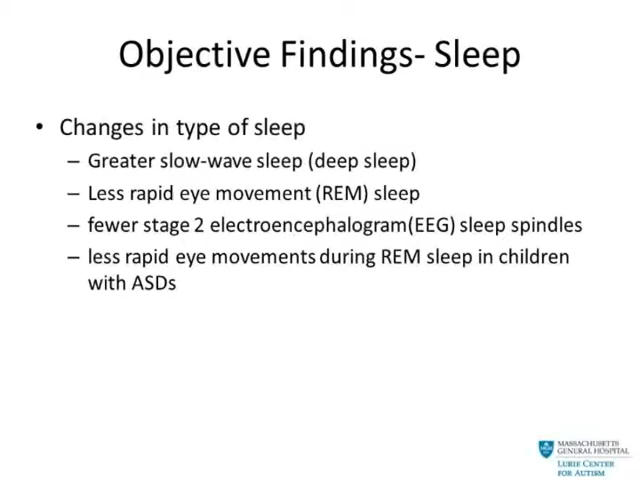 Objective Findings- Sleep
• Changes in type of sleep
– Greater slow-wave sleep (deep sleep)
– Less rapid eye movement (REM) sleep
– fewer stage 2 electroencephalogram(EEG) sleep spindles
– less rapid eye movements during REM sleep in children
with ASDs
MASSACHUSETTS
GENERAL HOSPITAL
LURIE CENTER
FOR AUTISM